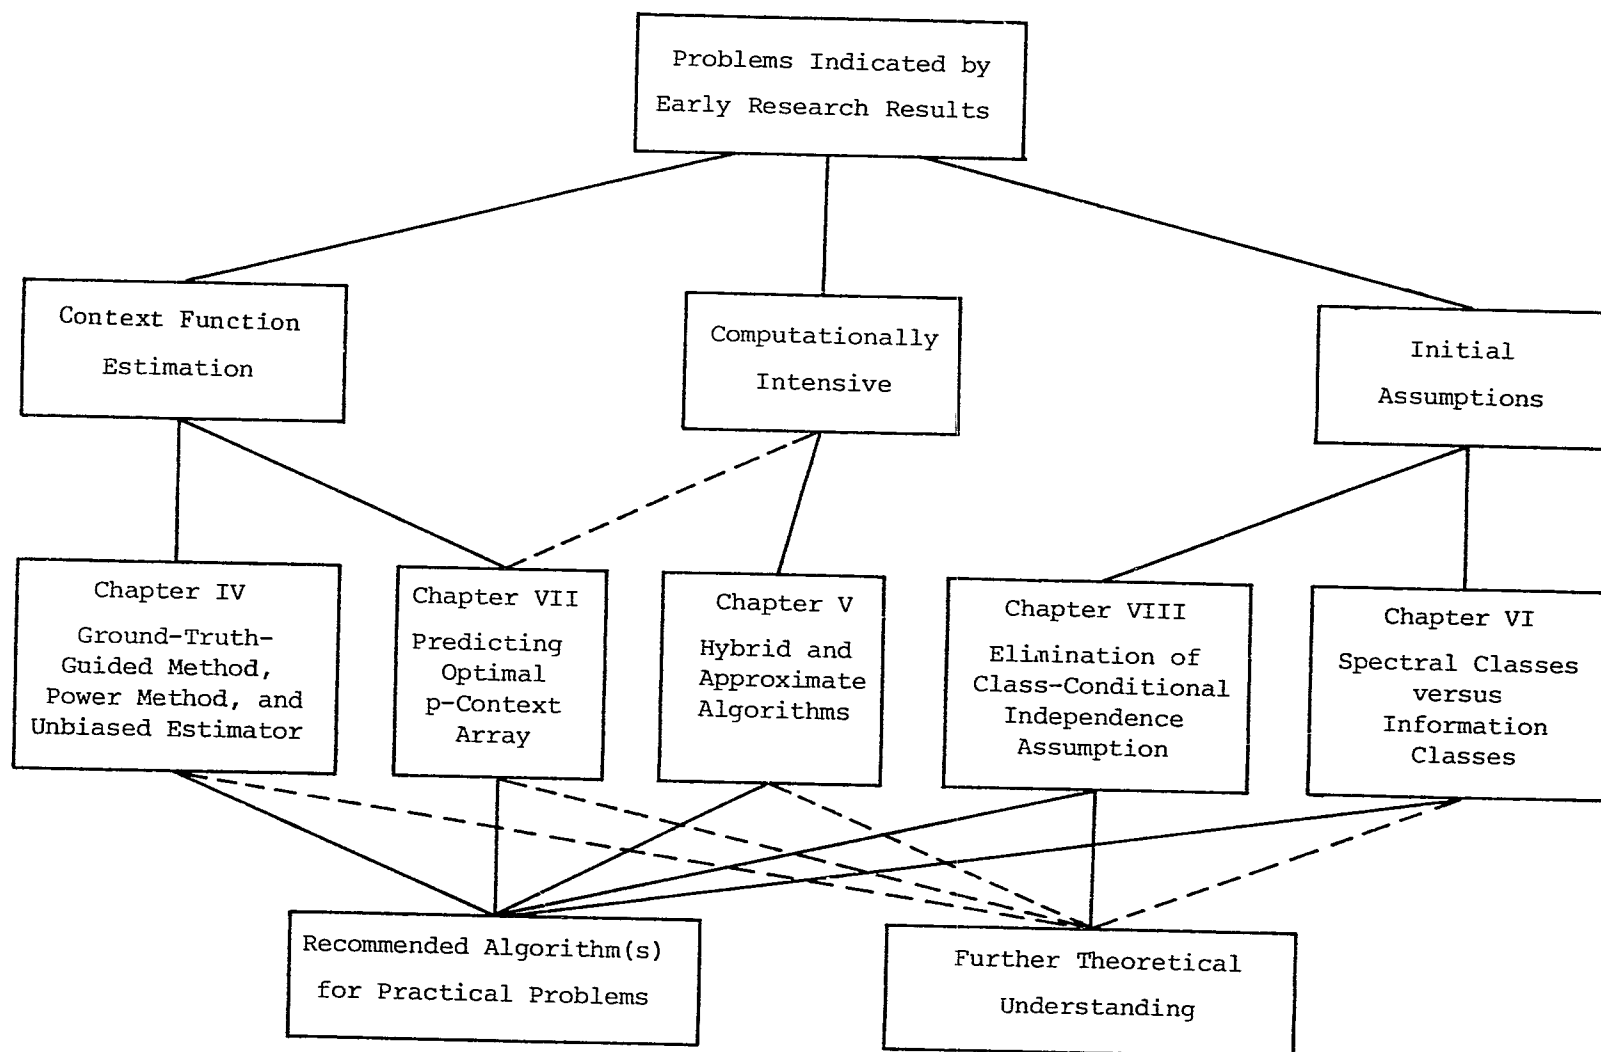 Problems Indicated by
Early Research Results
Context Function
Estimation
Computationally
Intensive
Initial
Assumptions
Chapter IV
Ground-Truth-
Guided Method,
Power Method, and
Unbiased Estimator
Chapter VII
Predicting
Optimal
p-Context
Array
Chapter V
Hybrid and
Approximate
Algorithms
Chapter VIII
Elimination of
Class-Conditional
Independence
Assumption
Chapter VI
Spectral Classes
versus
Information
Classes
Recommended Algorithm(s)
for Practical Problems
Further Theoretical
Understanding